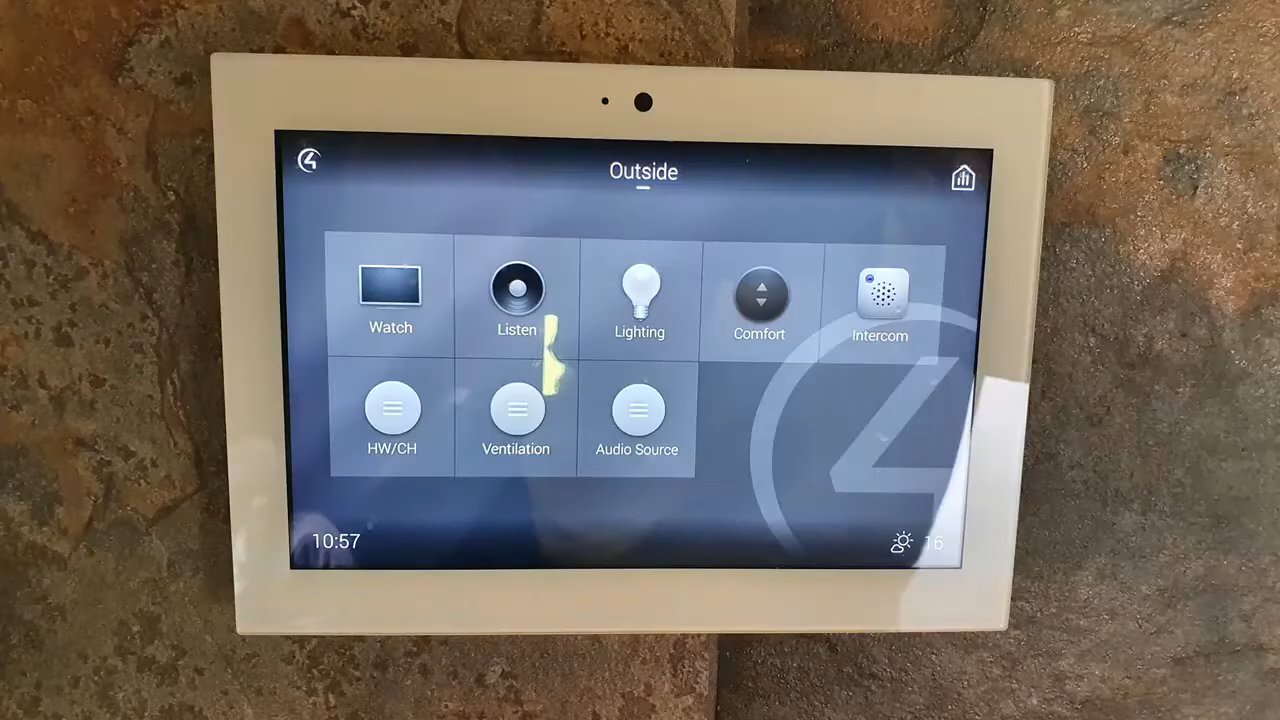 Outside
Watch
Listen
Lighting
Comfort
Intercom
HW/CH
Ventilation
Audio Source
10:57
16